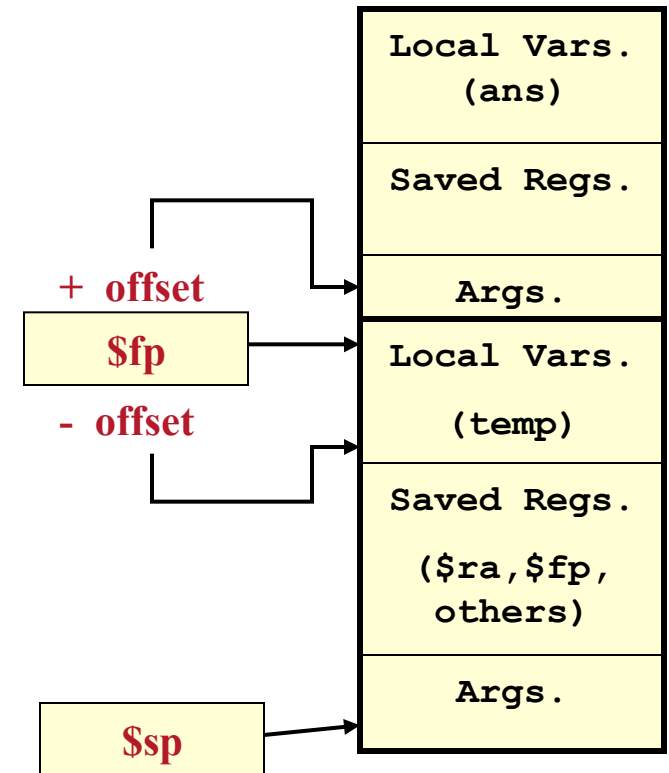 Local Vars.
(ans)
Saved Regs.
+ offset
Args.
$fp
Local Vars.
- offset
(temp)
Saved Regs.
($ra,$fp,
others)
Args.
$sp